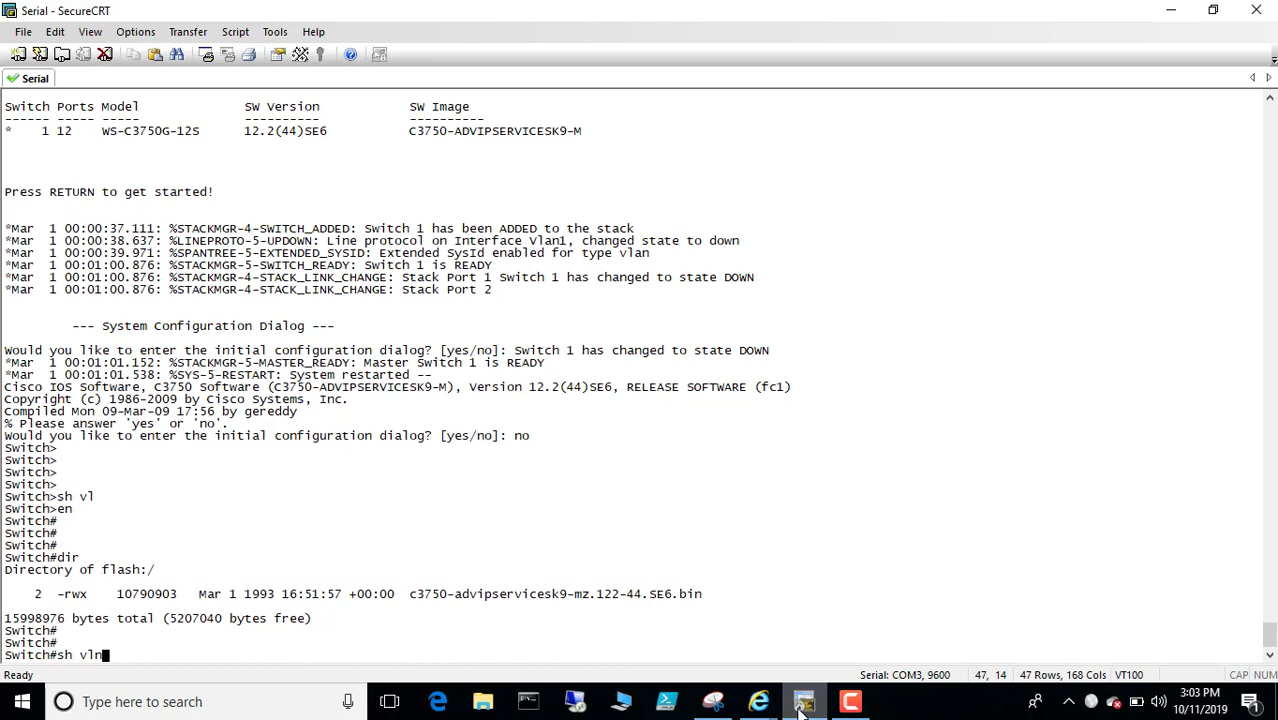 Serial - SecureCRT
File Edit View Options Transfer Script Tools Help
Serial
Switch Ports Model SW Version SW Image
------ ----- ----- ---------- ----------
* 1 12 WS-C3750G-12S 12.2(44)SE6 C3750-ADVIPSERVICESK9-M
Press RETURN to get started!
*Mar 1 00:00:37.111: %STACKMGR-4-SWITCH_ADDED: Switch 1 has been ADDED to the stack
*Mar 1 00:00:38.637: %LINEPROTO-5-UPDOWN: Line protocol on Interface Vlan1, changed state to down
*Mar 1 00:00:39.971: %SPANTREE-5-EXTENDED_SYSID: Extended SysId enabled for type vlan
*Mar 1 00:01:00.876: %STACKMGR-5-SWITCH_READY: Switch 1 is READY
*Mar 1 00:01:00.876: %STACKMGR-4-STACK_LINK_CHANGE: Stack Port 1 Switch 1 has changed to state DOWN
*Mar 1 00:01:00.876: %STACKMGR-4-STACK_LINK_CHANGE: Stack Port 2
--- System Configuration Dialog ---
Would you like to enter the initial configuration dialog? [yes/no]: Switch 1 has changed to state DOWN
*Mar 1 00:01:01.152: %STACKMGR-5-MASTER_READY: Master Switch 1 is READY
*Mar 1 00:01:01.538: %SYS-5-RESTART: System restarted --
Cisco IOS Software, C3750 Software (C3750-ADVIPSERVICESK9-M), Version 12.2(44)SE6, RELEASE SOFTWARE (fc1)
Copyright (c) 1986-2009 by Cisco Systems, Inc.
Compiled Mon 09-Mar-09 17:56 by gereddy
% Please answer 'yes' or 'no'.
Would you like to enter the initial configuration dialog? [yes/no]: no
Switch>
Switch>
Switch>
Switch>
Switch>sh vl
Switch>en
Switch#
Switch#
Switch#
Switch#dir
Directory of flash:/
2 -rwx 10790903 Mar 1 1993 16:51:57 +00:00 c3750-advipservicesk9-mz.122-44.SE6.bin
15998976 bytes total (5207040 bytes free)
Switch#
Switch#
Switch#sh vln
Ready Serial: COM3, 9600 47, 14 47 Rows, 168 Cols VT100 CAP NUM
Type here to search
3:03 PM
10/11/2019
1